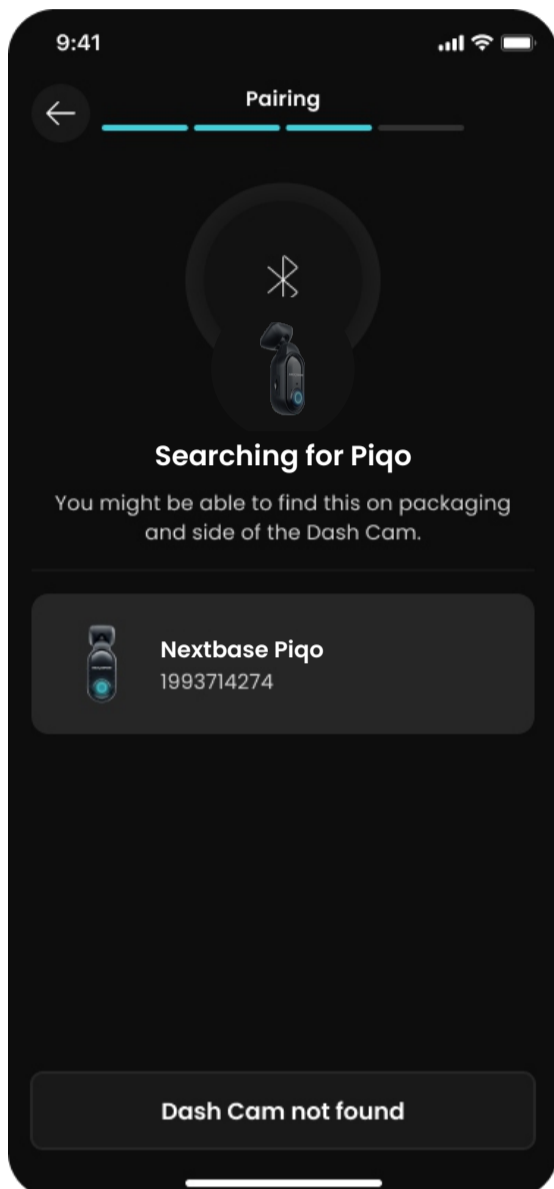 9:41
Pairing
Searching for Piqo
You might be able to find this on packaging
and side of the Dash Cam.
Nextbase Piqo
1993714274
Dash Cam not found